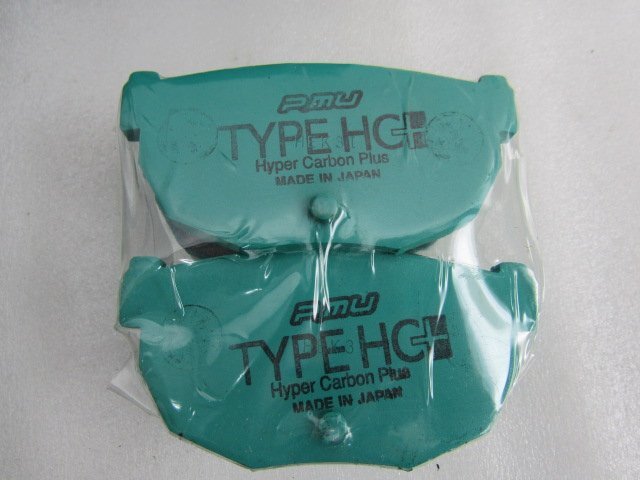 PMU
TYPE HC+
Hyper Carbon Plus
MADE IN JAPAN
PMU
TYPE HC+
Hyper Carbon Plus
MADE IN JAPAN